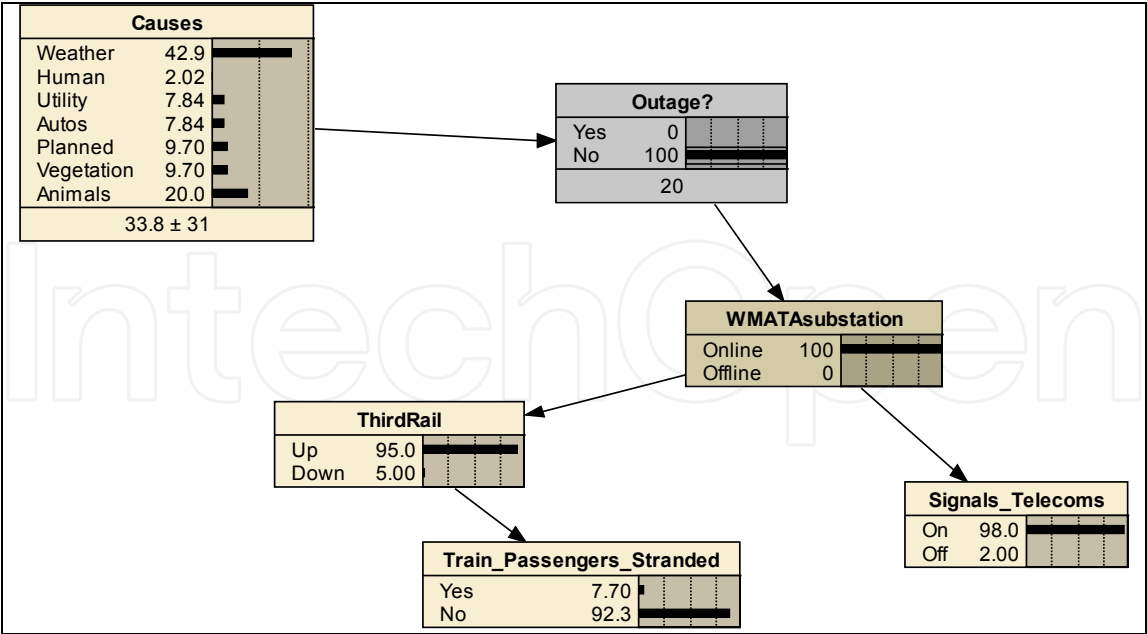 Causes
Weather 42.9
Human 2.02
Utility 7.84
Autos 7.84
Planned 9.70
Vegetation 9.70
Animals 20.0
33.8 ± 31
Outage?
Yes 0
No 100
20
WMATAsubstation
Online 100
Offline 0
ThirdRail
Up 95.0
Down 5.00
Signals_Telecoms
On 98.0
Off 2.00
Train_Passengers_Stranded
Yes 7.70
No 92.3
IntechOpen